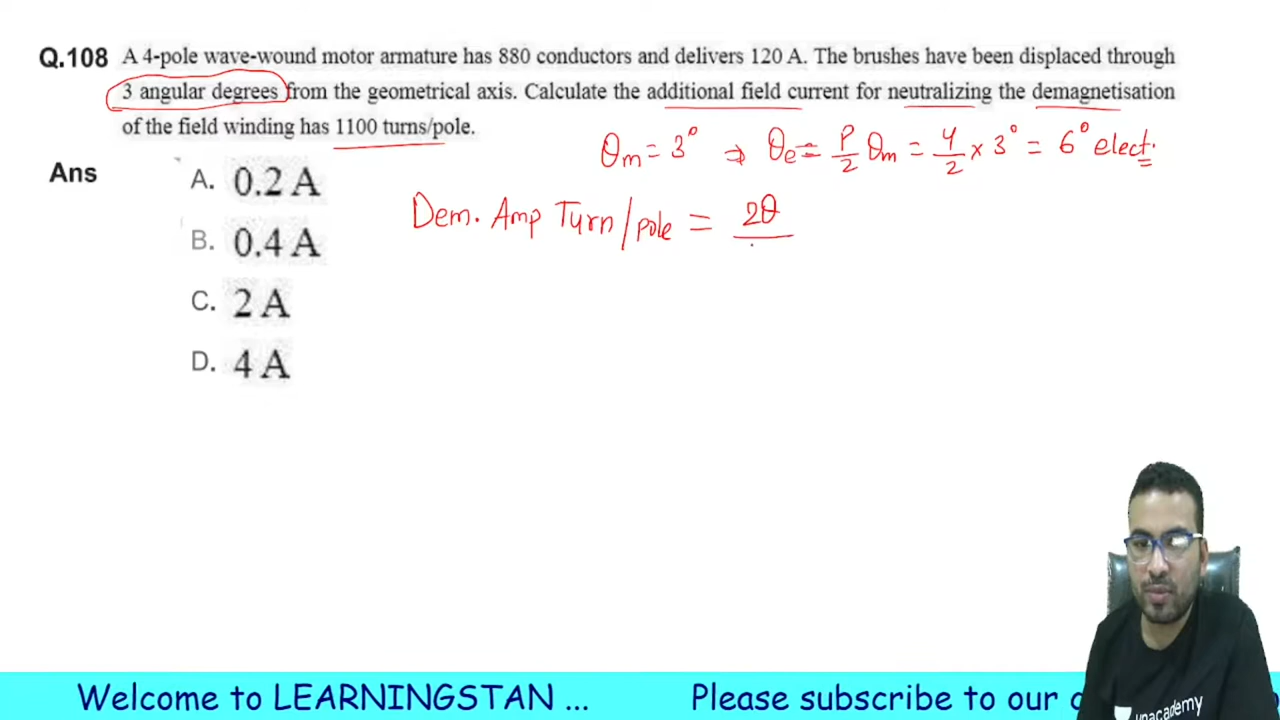 Q.108 A 4-pole wave-wound motor armature has 880 conductors and delivers 120 A. The brushes have been displaced through
3 angular degrees from the geometrical axis. Calculate the additional field current for neutralizing the demagnetisation
of the field winding has 1100 turns/pole.
θm = 3° ⇒ θe = P/2 θm = 4/2 × 3° = 6° elect.
Ans
A. 0.2 A
Dem. Amp Turn/pole = 2θ
B. 0.4 A
C. 2 A
D. 4 A
unacademy
Welcome to LEARNINGSTAN ... Please subscribe to our